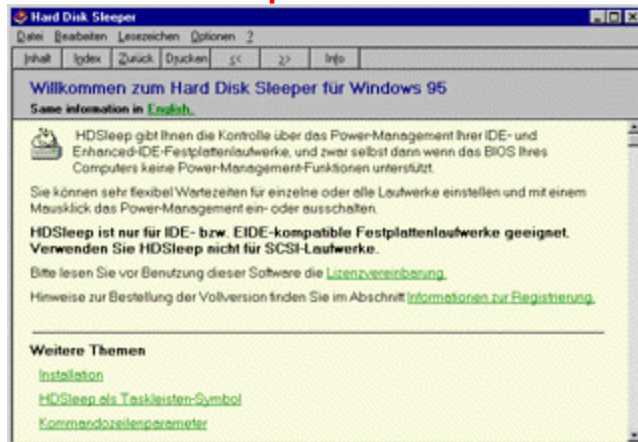 Hard Disk Sleeper
Datei Bearbeiten Lesezeichen Optionen ?
Inhalt Index Zurück Drucken << >> Info
Willkommen zum Hard Disk Sleeper für Windows 95
Same information in English.
HDSleep gibt Ihnen die Kontrolle über das Power-Management Ihrer IDE- und
Enhanced-IDE-Festplattenlaufwerke, und zwar selbst dann wenn das BIOS Ihres
Computers keine Power-Management-Funktionen unterstützt.
Sie können sehr flexibel Wartezeiten für einzelne oder alle Laufwerke einstellen und mit einem
Mausklick das Power-Management ein- oder ausschalten.
HDSleep ist nur für IDE- bzw. EIDE-kompatible Festplattenlaufwerke geeignet.
Verwenden Sie HDSleep nicht für SCSI-Laufwerke.
Bitte lesen Sie vor Benutzung dieser Software die Lizenzvereinbarung.
Hinweise zur Bestellung der Vollversion finden Sie im Abschnitt Informationen zur Registrierung.
Weitere Themen
Installation
HDSleep als Taskleisten-Symbol
Kommandozeilenparameter